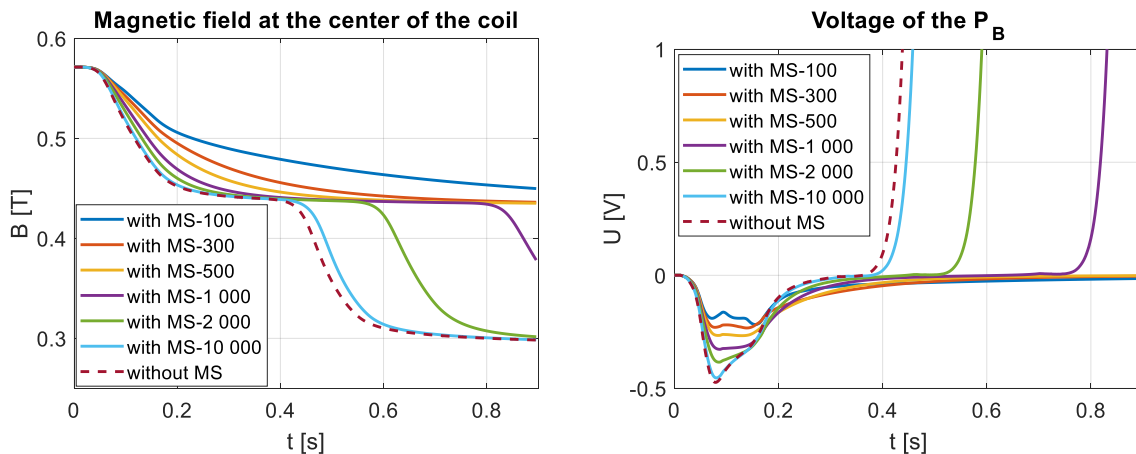 Magnetic field at the center of the coil
0.6
0.5
0.4
0.3
B [T]
with MS-100
with MS-300
with MS-500
with MS-1 000
with MS-2 000
with MS-10 000
without MS
0 0.2 0.4 0.6 0.8
t [s]
Voltage of the P_B
1
0.5
0
-0.5
U [V]
with MS-100
with MS-300
with MS-500
with MS-1 000
with MS-2 000
with MS-10 000
without MS
0 0.2 0.4 0.6 0.8
t [s]